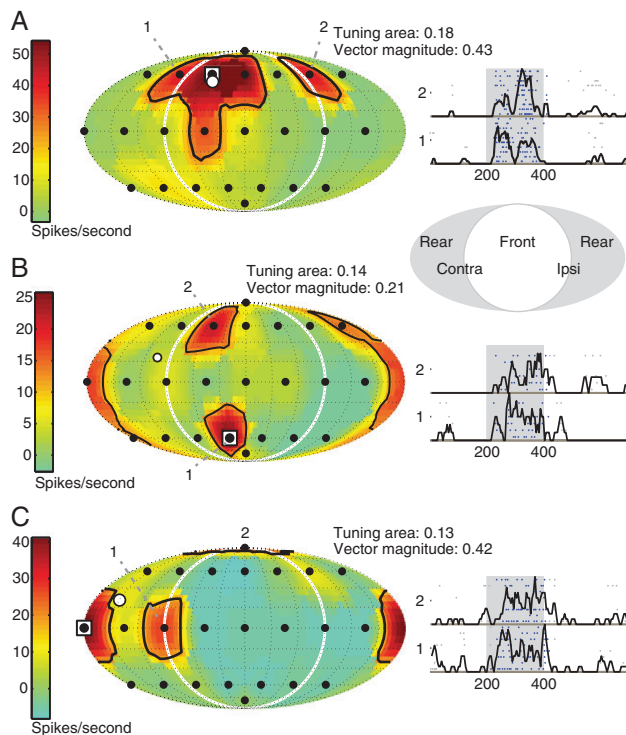 A
1
2
Tuning area: 0.18
Vector magnitude: 0.43
50
40
30
20
10
0
Spikes/second
2
1
200 400
Rear Front Rear
Contra Ipsi
B
2
Tuning area: 0.14
Vector magnitude: 0.21
25
20
15
10
5
0
Spikes/second
1
2
1
200 400
C
1
2
Tuning area: 0.13
Vector magnitude: 0.42
40
30
20
10
0
Spikes/second
2
1
200 400